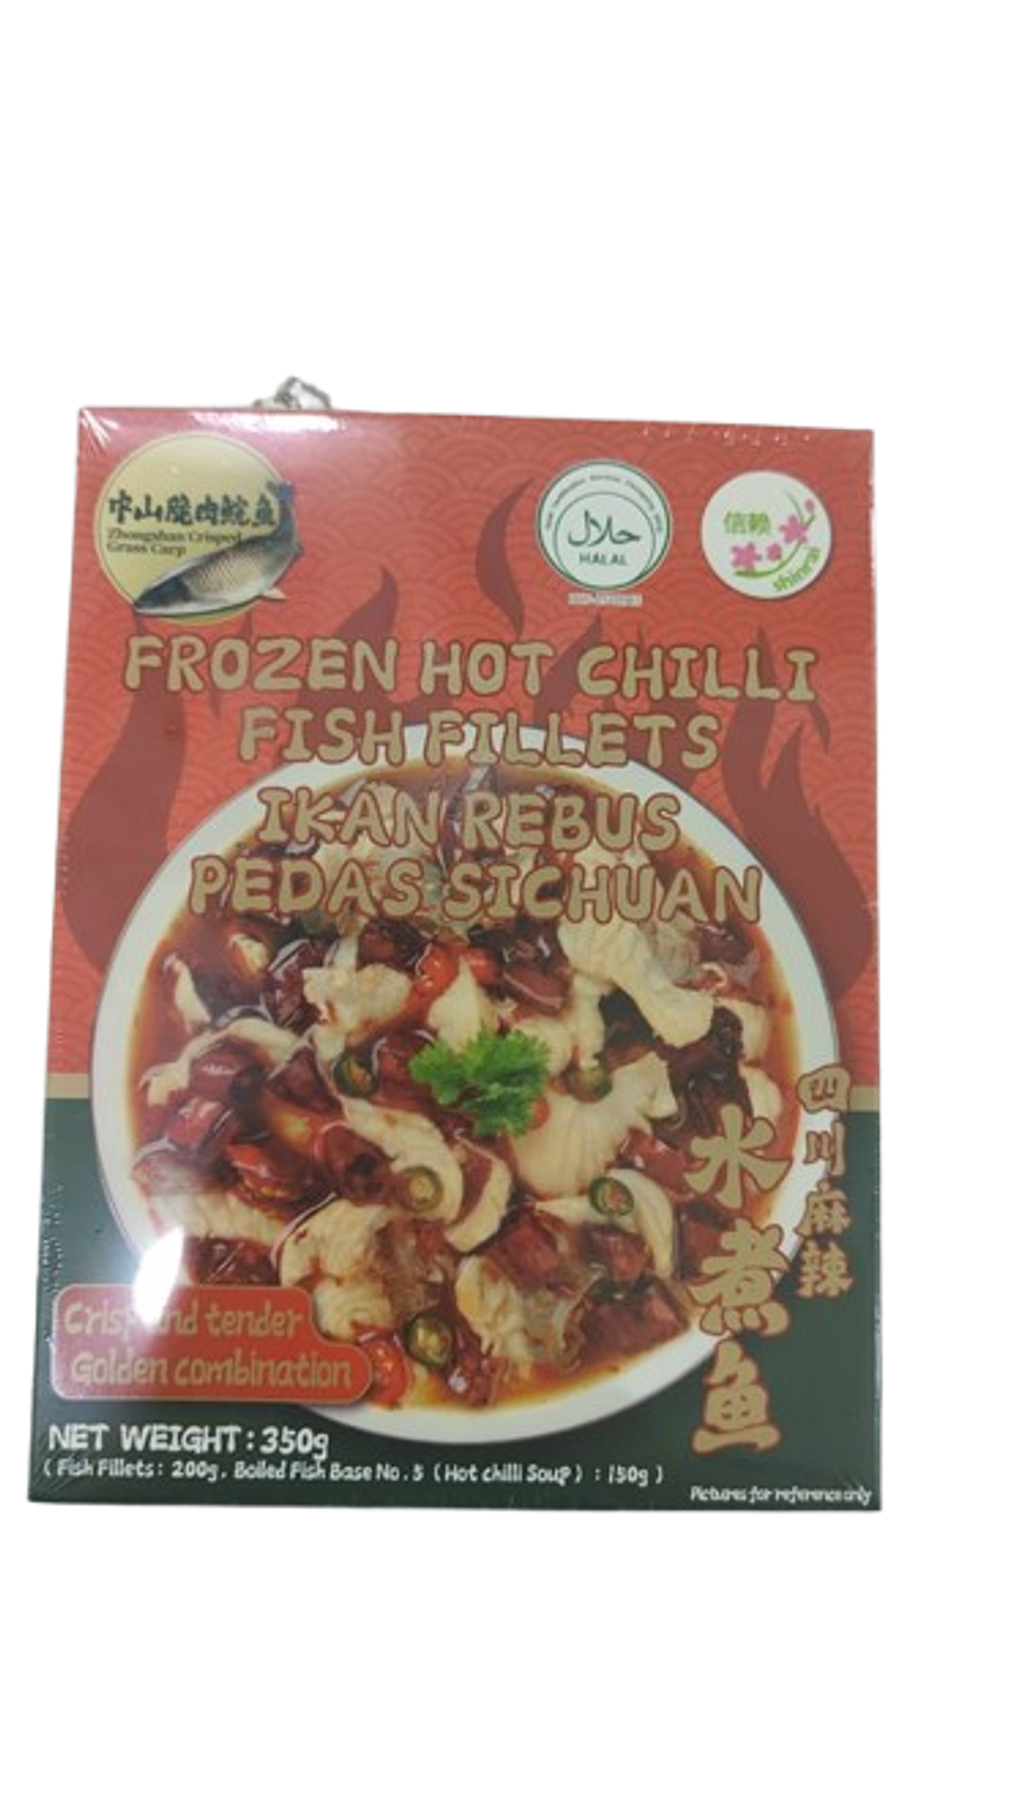 中山脆肉鲩鱼
Zhongshan Crisped
Grass Carp
حلال
HALAL
信赖
shinrai
FROZEN HOT CHILLI
FISH FILLETS
IKAN REBUS
PEDAS SICHUAN
四川麻辣
水煮鱼
Crisp and tender
Golden combination
NET WEIGHT: 350g
( Fish Fillets: 200g, Boiled Fish Base No.5 ( Hot chilli Soup ) : 150g )
Pictures for reference only